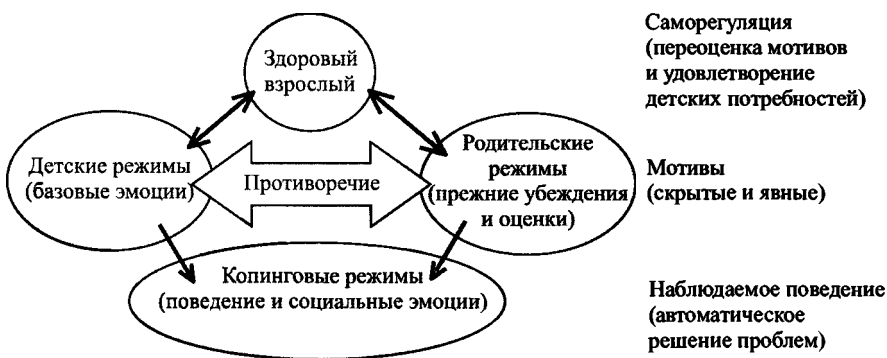 Здоровый
взрослый
Саморегуляция
(переоценка мотивов
и удовлетворение
детских потребностей)
Детские режимы
(базовые эмоции)
Противоречие
Родительские
режимы
(прежние убеждения
и оценки)
Мотивы
(скрытые и явные)
Копинговые режимы
(поведение и социальные эмоции)
Наблюдаемое поведение
(автоматическое
решение проблем)